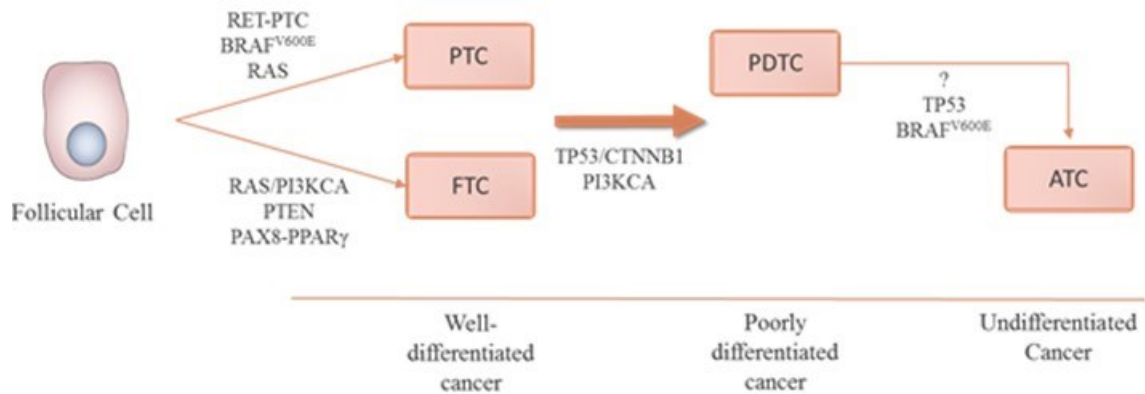 RET-PTC
BRAFV600E
RAS
PTC
PDTC
?
TP53
BRAFV600E
TP53/CTNNB1
PI3KCA
FTC
ATC
RAS/PI3KCA
PTEN
PAX8-PPARγ
Follicular Cell
Well-
differentiated
cancer
Poorly
differentiated
cancer
Undifferentiated
Cancer